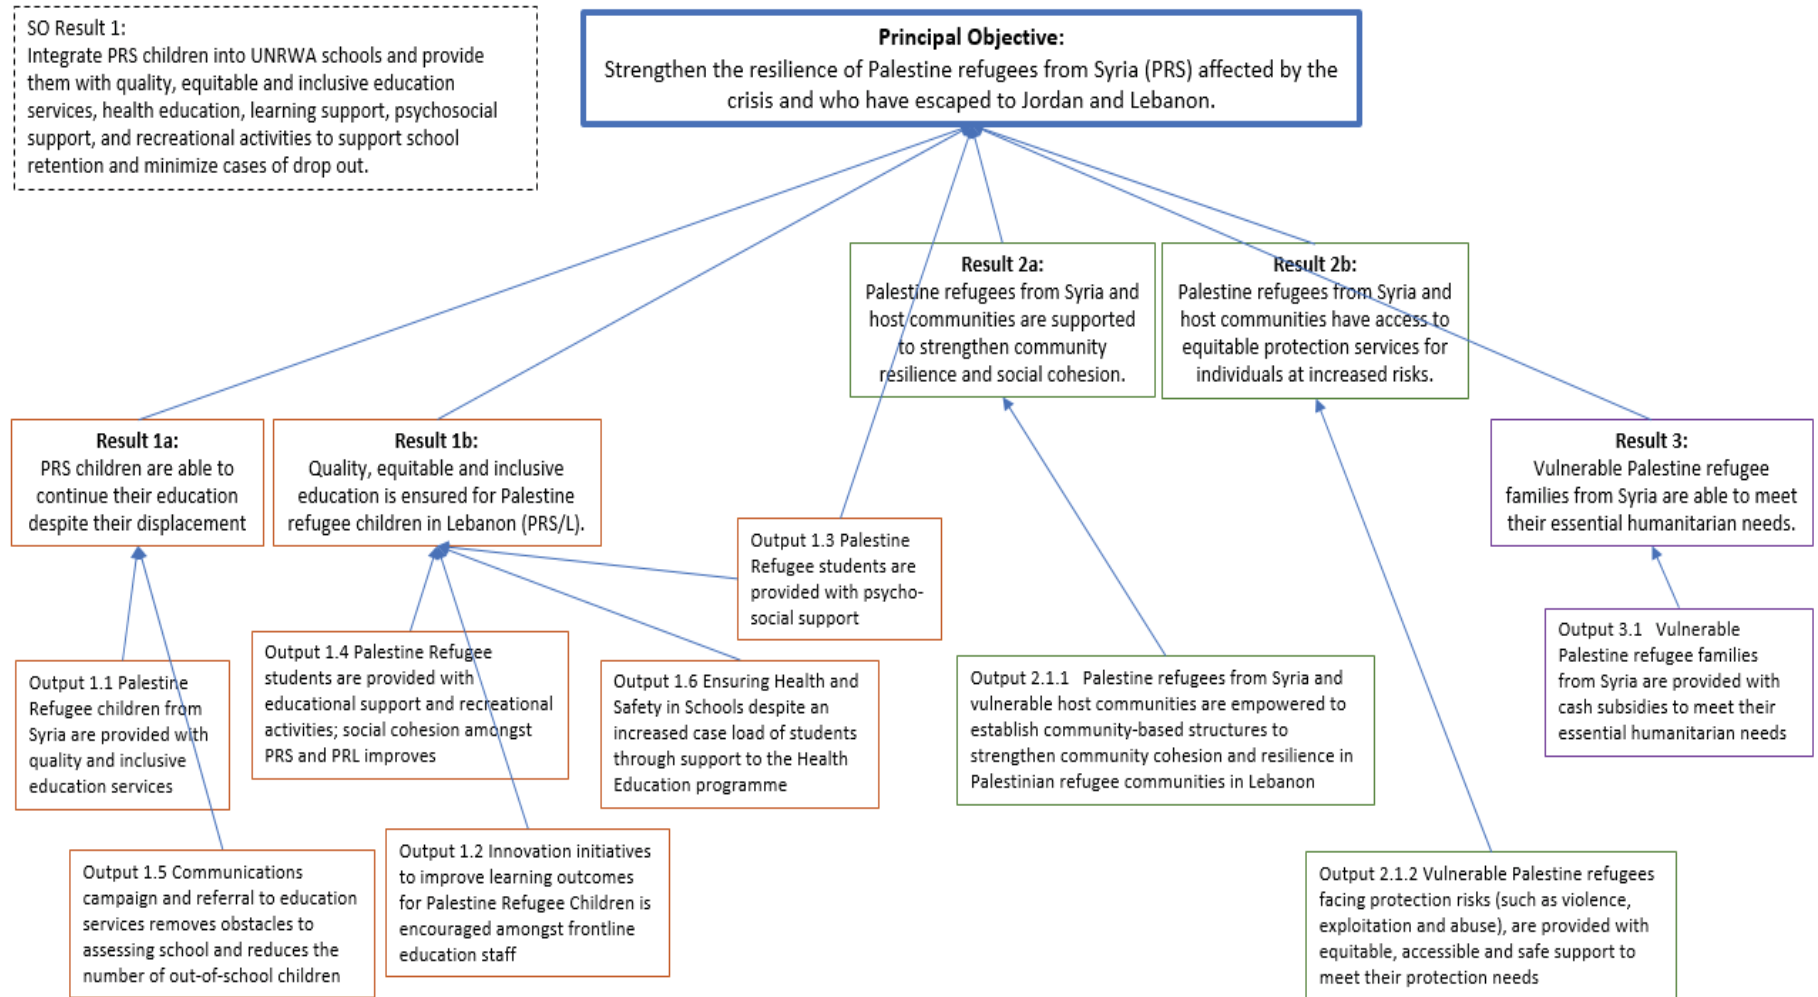 SO Result 1:
Integrate PRS children into UNRWA schools and provide
them with quality, equitable and inclusive education
services, health education, learning support, psychosocial
support, and recreational activities to support school
retention and minimize cases of drop out.
Principal Objective:
Strengthen the resilience of Palestine refugees from Syria (PRS) affected by the
crisis and who have escaped to Jordan and Lebanon.
Result 2a:
Palestine refugees from Syria and
host communities are supported
to strengthen community
resilience and social cohesion.
Result 2b:
Palestine refugees from Syria and
host communities have access to
equitable protection services for
individuals at increased risks.
Result 1a:
PRS children are able to
continue their education
despite their displacement
Result 1b:
Quality, equitable and inclusive
education is ensured for Palestine
refugee children in Lebanon (PRS/L).
Result 3:
Vulnerable Palestine refugee
families from Syria are able to meet
their essential humanitarian needs.
Output 1.3 Palestine
Refugee students are
provided with psycho-
social support
Output 1.1 Palestine
Refugee children from
Syria are provided with
quality and inclusive
education services
Output 1.4 Palestine Refugee
students are provided with
educational support and recreational
activities; social cohesion amongst
PRS and PRL improves
Output 1.6 Ensuring Health and
Safety in Schools despite an
increased case load of students
through support to the Health
Education programme
Output 2.1.1 Palestine refugees from Syria and
vulnerable host communities are empowered to
establish community-based structures to
strengthen community cohesion and resilience in
Palestinian refugee communities in Lebanon
Output 3.1 Vulnerable
Palestine refugee families
from Syria are provided with
cash subsidies to meet their
essential humanitarian needs
Output 1.5 Communications
campaign and referral to education
services removes obstacles to
assessing school and reduces the
number of out-of-school children
Output 1.2 Innovation initiatives
to improve learning outcomes
for Palestine Refugee Children is
encouraged amongst frontline
education staff
Output 2.1.2 Vulnerable Palestine refugees
facing protection risks (such as violence,
exploitation and abuse), are provided with
equitable, accessible and safe support to
meet their protection needs